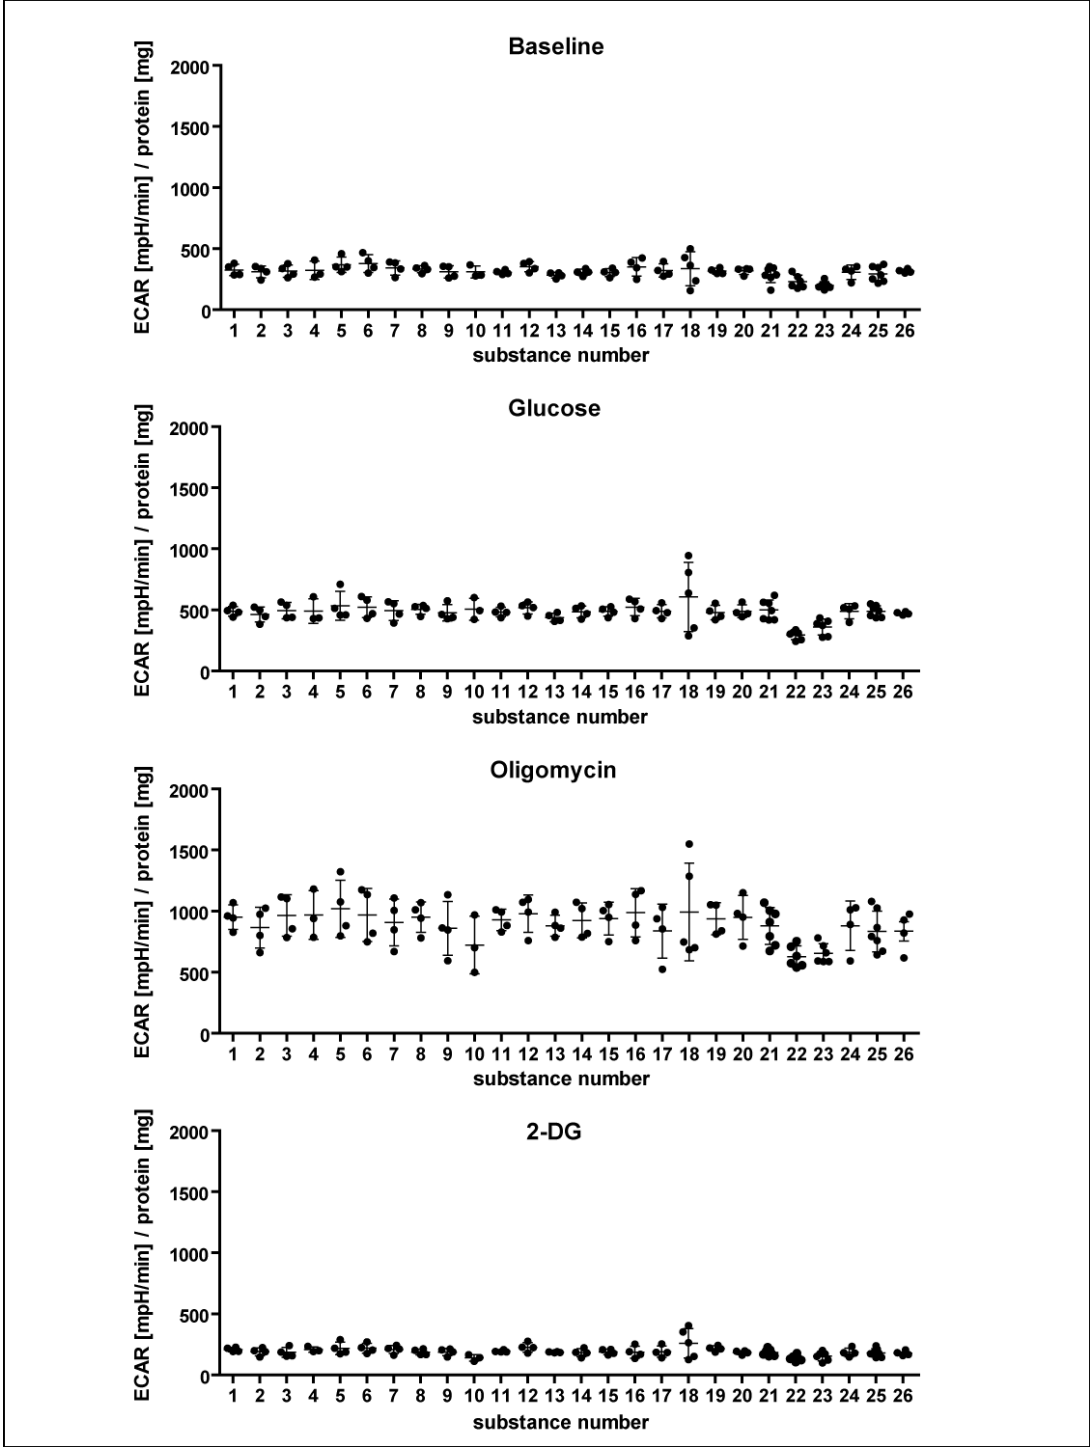 Baseline
ECAR [mpH/min] / protein [mg]
2000
1500
1000
500
0
1 2 3 4 5 6 7 8 9 10 11 12 13 14 15 16 17 18 19 20 21 22 23 24 25 26
substance number
Glucose
ECAR [mpH/min] / protein [mg]
2000
1500
1000
500
0
1 2 3 4 5 6 7 8 9 10 11 12 13 14 15 16 17 18 19 20 21 22 23 24 25 26
substance number
Oligomycin
ECAR [mpH/min] / protein [mg]
2000
1500
1000
500
0
1 2 3 4 5 6 7 8 9 10 11 12 13 14 15 16 17 18 19 20 21 22 23 24 25 26
substance number
2-DG
ECAR [mpH/min] / protein [mg]
2000
1500
1000
500
0
1 2 3 4 5 6 7 8 9 10 11 12 13 14 15 16 17 18 19 20 21 22 23 24 25 26
substance number